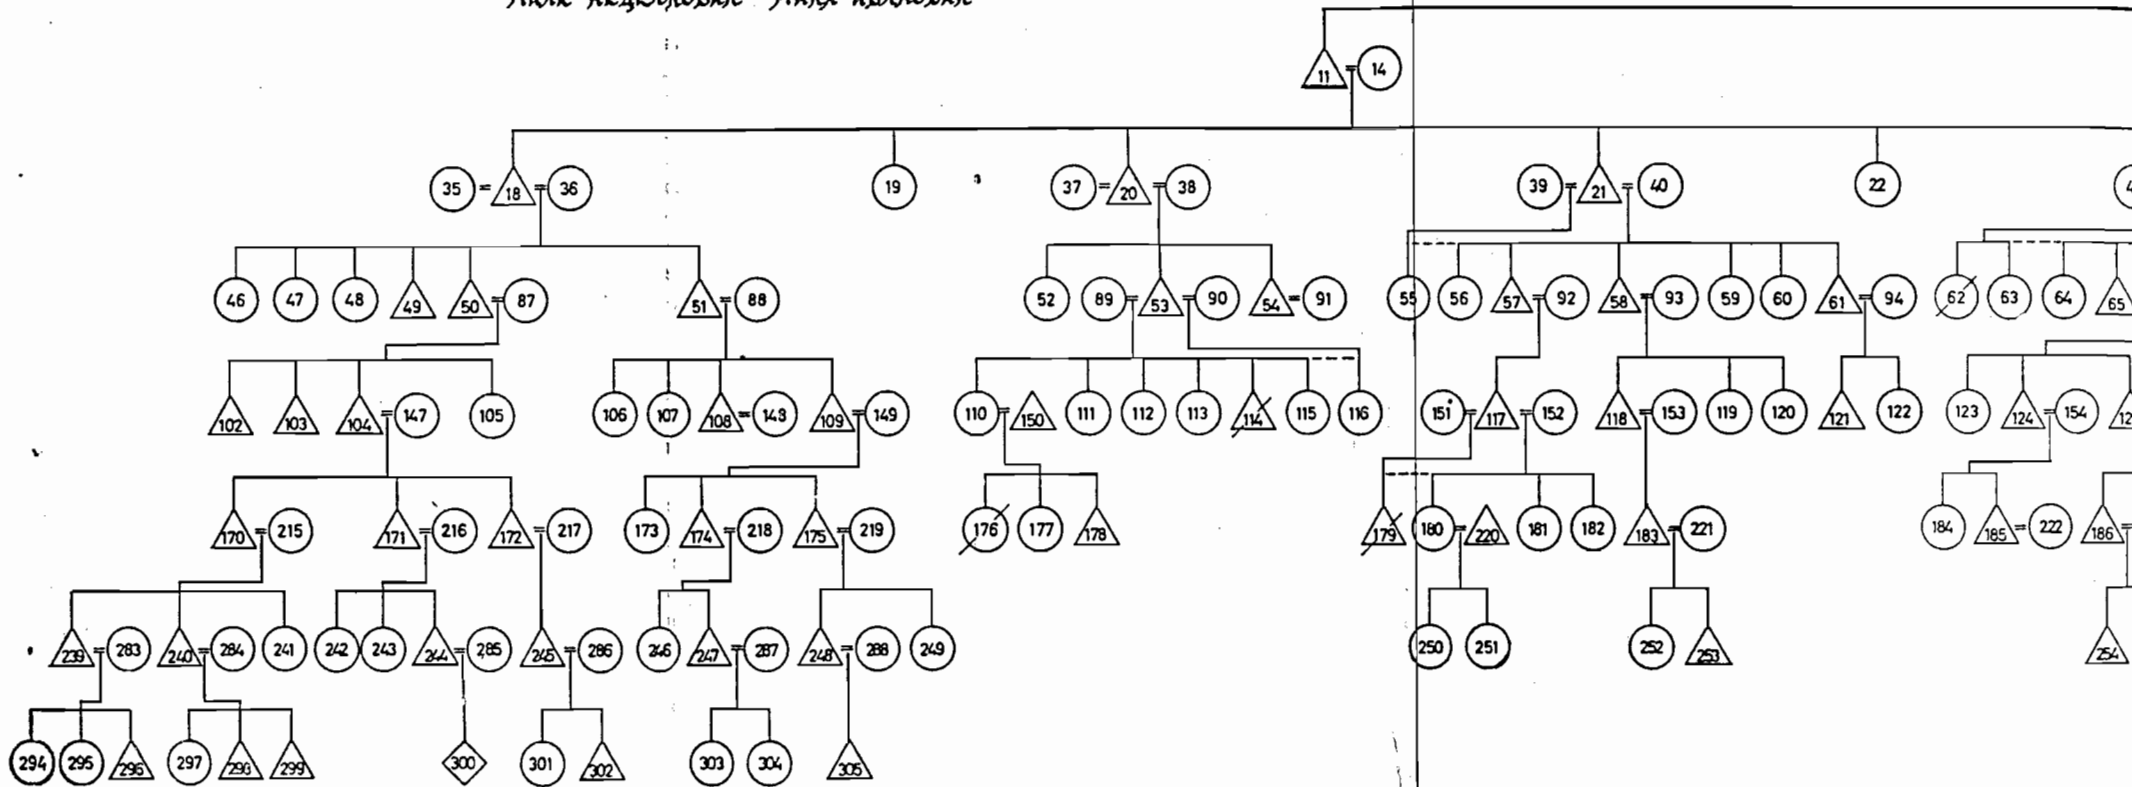 11 14
35 = 18 = 36 19 37 = 20 = 38 39 = 21 = 40 22
46 47 48 49 50 = 87 51 = 88 52 89 = 53 = 90 54 = 91 55 56 57 = 92 58 = 93 59 60 61 = 94 62 63 64 65
102 103 104 = 147 105 106 107 108 = 148 109 = 149 110 = 150 111 112 113 114 115 116 151 = 117 = 152 118 = 153 119 120 121 122 123 124 = 154
170 = 215 171 = 216 172 = 217 173 174 = 218 175 = 219 176 177 178 179 180 = 220 181 182 183 = 221 184 185 = 222 186 =
239 = 283 240 = 284 241 242 243 244 = 285 245 = 286 246 247 = 287 248 = 288 249 250 251 252 253 254
294 295 296 297 298 299 300 301 302 303 304 305